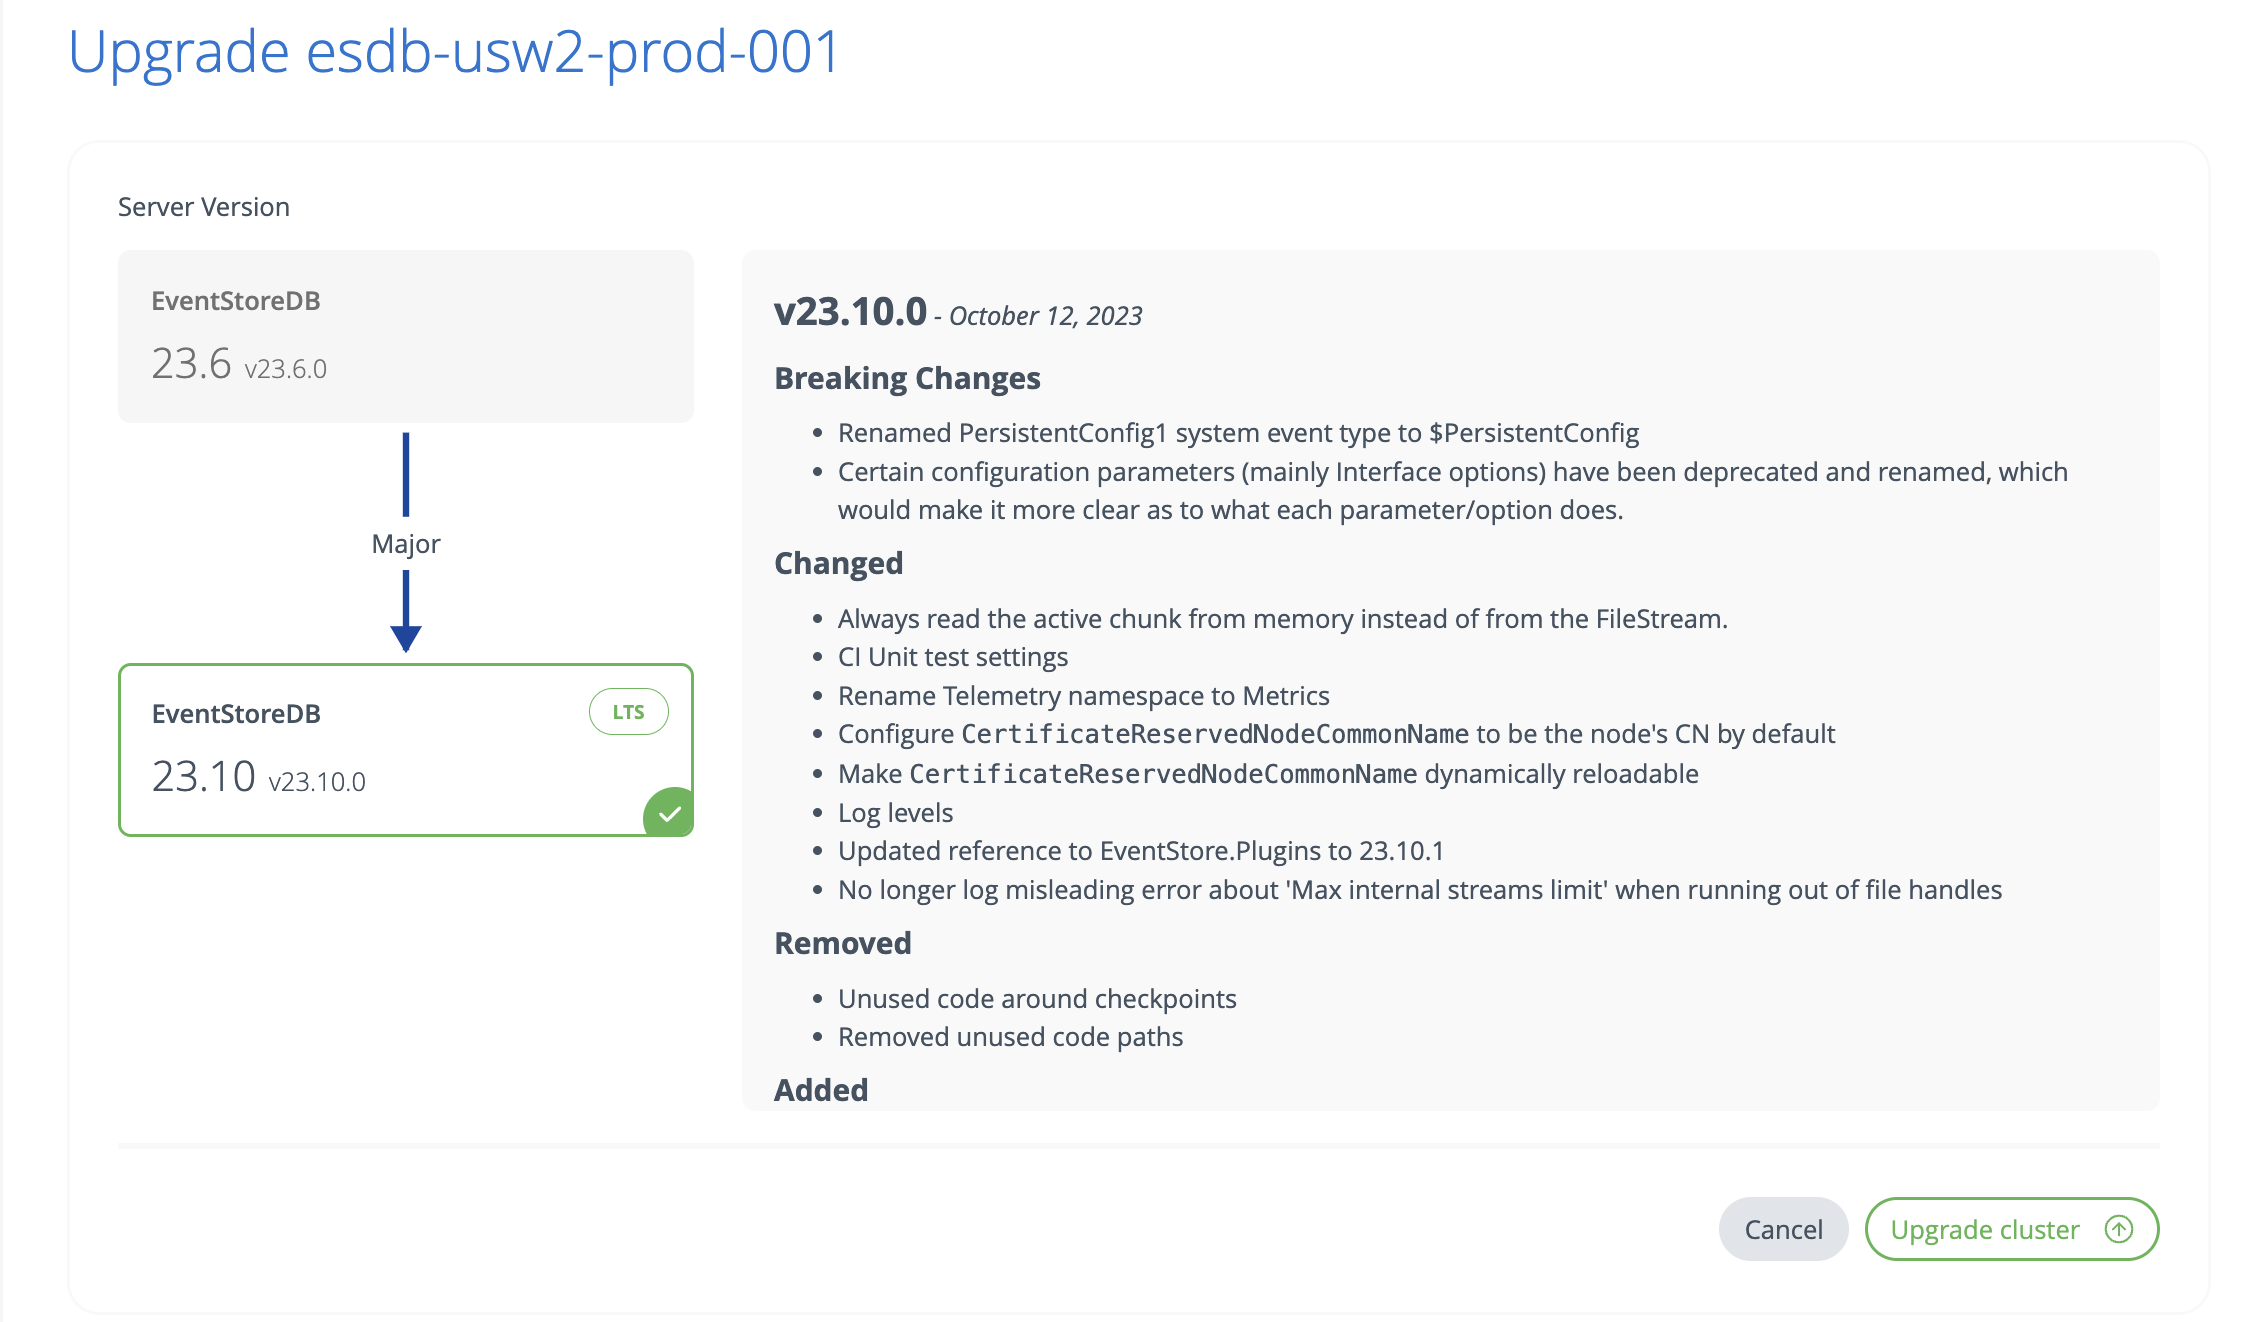 Upgrade esdb-usw2-prod-001
Server Version
EventStoreDB
23.6 v23.6.0
Major
EventStoreDB
LTS
23.10 v23.10.0
v23.10.0 - October 12, 2023
Breaking Changes
• Renamed PersistentConfig1 system event type to $PersistentConfig
• Certain configuration parameters (mainly Interface options) have been deprecated and renamed, which
would make it more clear as to what each parameter/option does.
Changed
• Always read the active chunk from memory instead of from the FileStream.
• CI Unit test settings
• Rename Telemetry namespace to Metrics
• Configure CertificateReservedNodeCommonName to be the node's CN by default
• Make CertificateReservedNodeCommonName dynamically reloadable
• Log levels
• Updated reference to EventStore.Plugins to 23.10.1
• No longer log misleading error about 'Max internal streams limit' when running out of file handles
Removed
• Unused code around checkpoints
• Removed unused code paths
Added
Cancel
Upgrade cluster